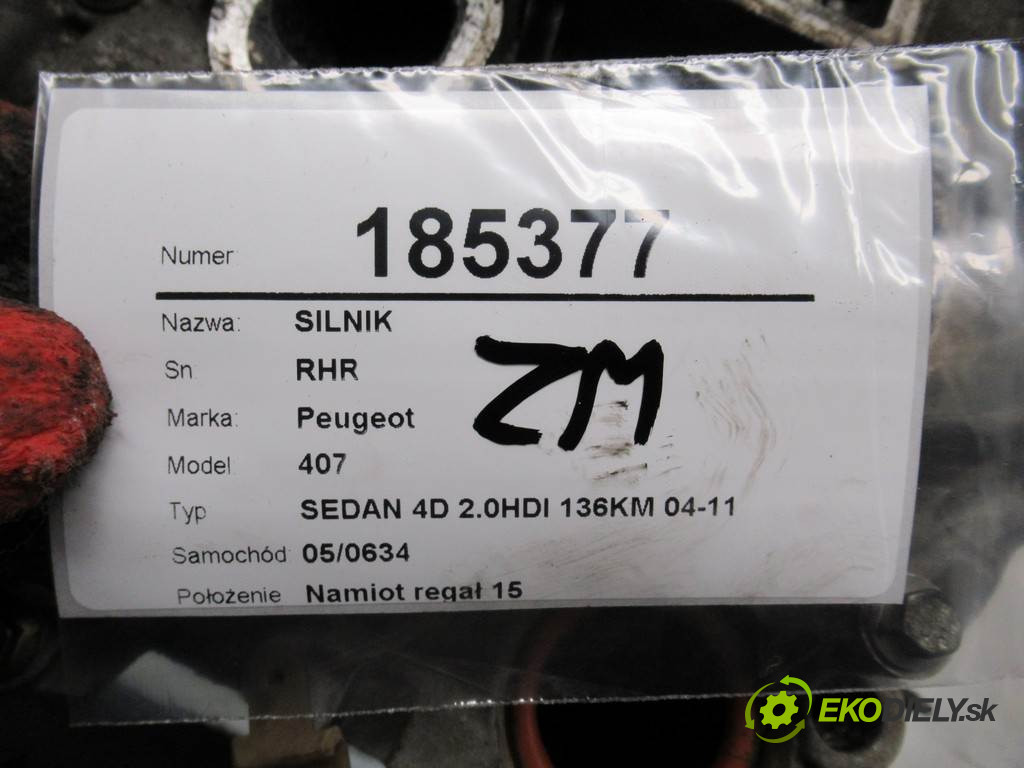 Numer: 185377
Nazwa: SILNIK
Sn RHR
ZM
Marka: Peugeot
Model 407
Typ SEDAN 4D 2.0HDI 136KM 04-11
Samochód 05/0634
Położenie Namiot regał 15
EKODIELY.sk